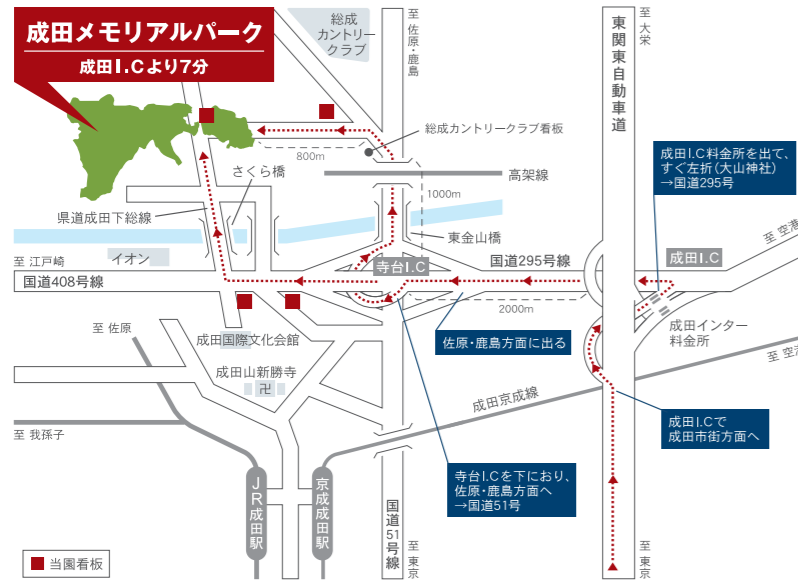 成田メモリアルパーク
成田I.Cより7分
総成
カントリー
クラブ
至 佐原・鹿島
東関東自動車道
至 大栄
総成カントリークラブ看板
800m
高架線
1000m
成田I.C料金所を出て、
すぐ左折(大山神社)
→国道295号
さくら橋
県道成田下総線
東金山橋
至 江戸崎
イオン
国道408号線
寺台I.C
国道295号線
成田I.C
至 空港
2000m
成田インター
料金所
至 佐原
成田国際文化会館
佐原・鹿島方面に出る
成田山新勝寺
卍
至 空港
成田京成線
成田I.Cで
成田市街方面へ
至 我孫子
寺台I.Cを下におり、
佐原・鹿島方面へ
→国道51号
JR成田駅
京成成田駅
国道51号線
至 東京
至 東京
当園看板